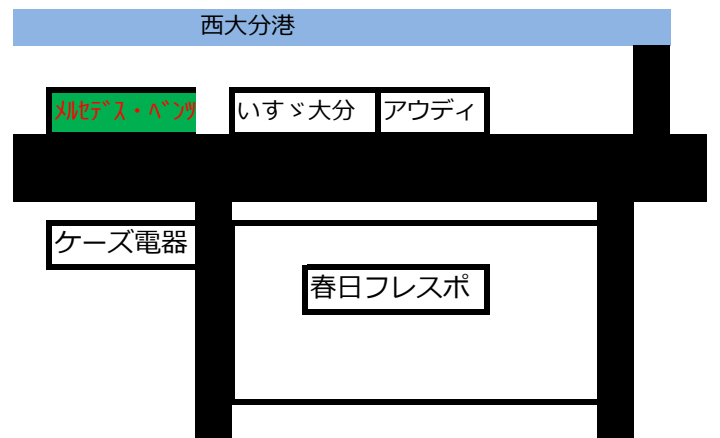 西大分港
ﾒﾙｾﾃﾞｽ・ﾍﾞﾝﾂ
いすゞ大分
アウディ
ケーズ電器
春日フレスポ